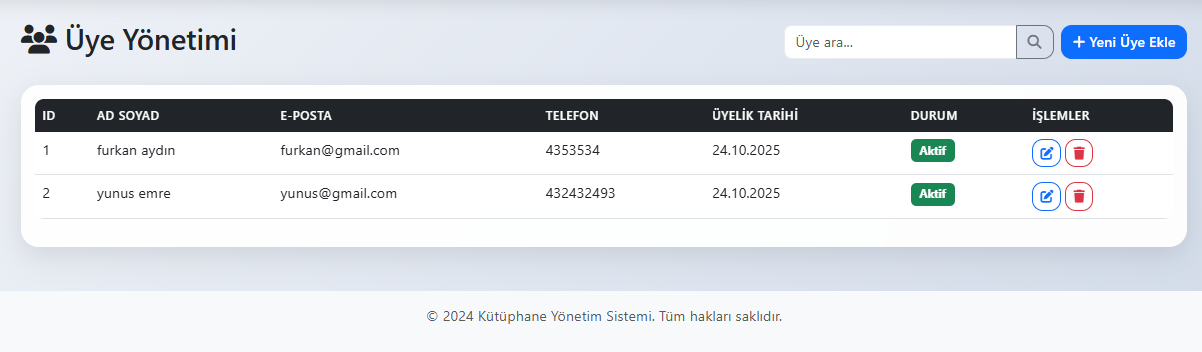 Üye Yönetimi
Üye ara...
Yeni Üye Ekle
ID AD SOYAD E-POSTA TELEFON ÜYELİK TARİHİ DURUM İŞLEMLER
1 furkan aydın furkan@gmail.com 4353534 24.10.2025 Aktif
2 yunus emre yunus@gmail.com 432432493 24.10.2025 Aktif
© 2024 Kütüphane Yönetim Sistemi. Tüm hakları saklıdır.